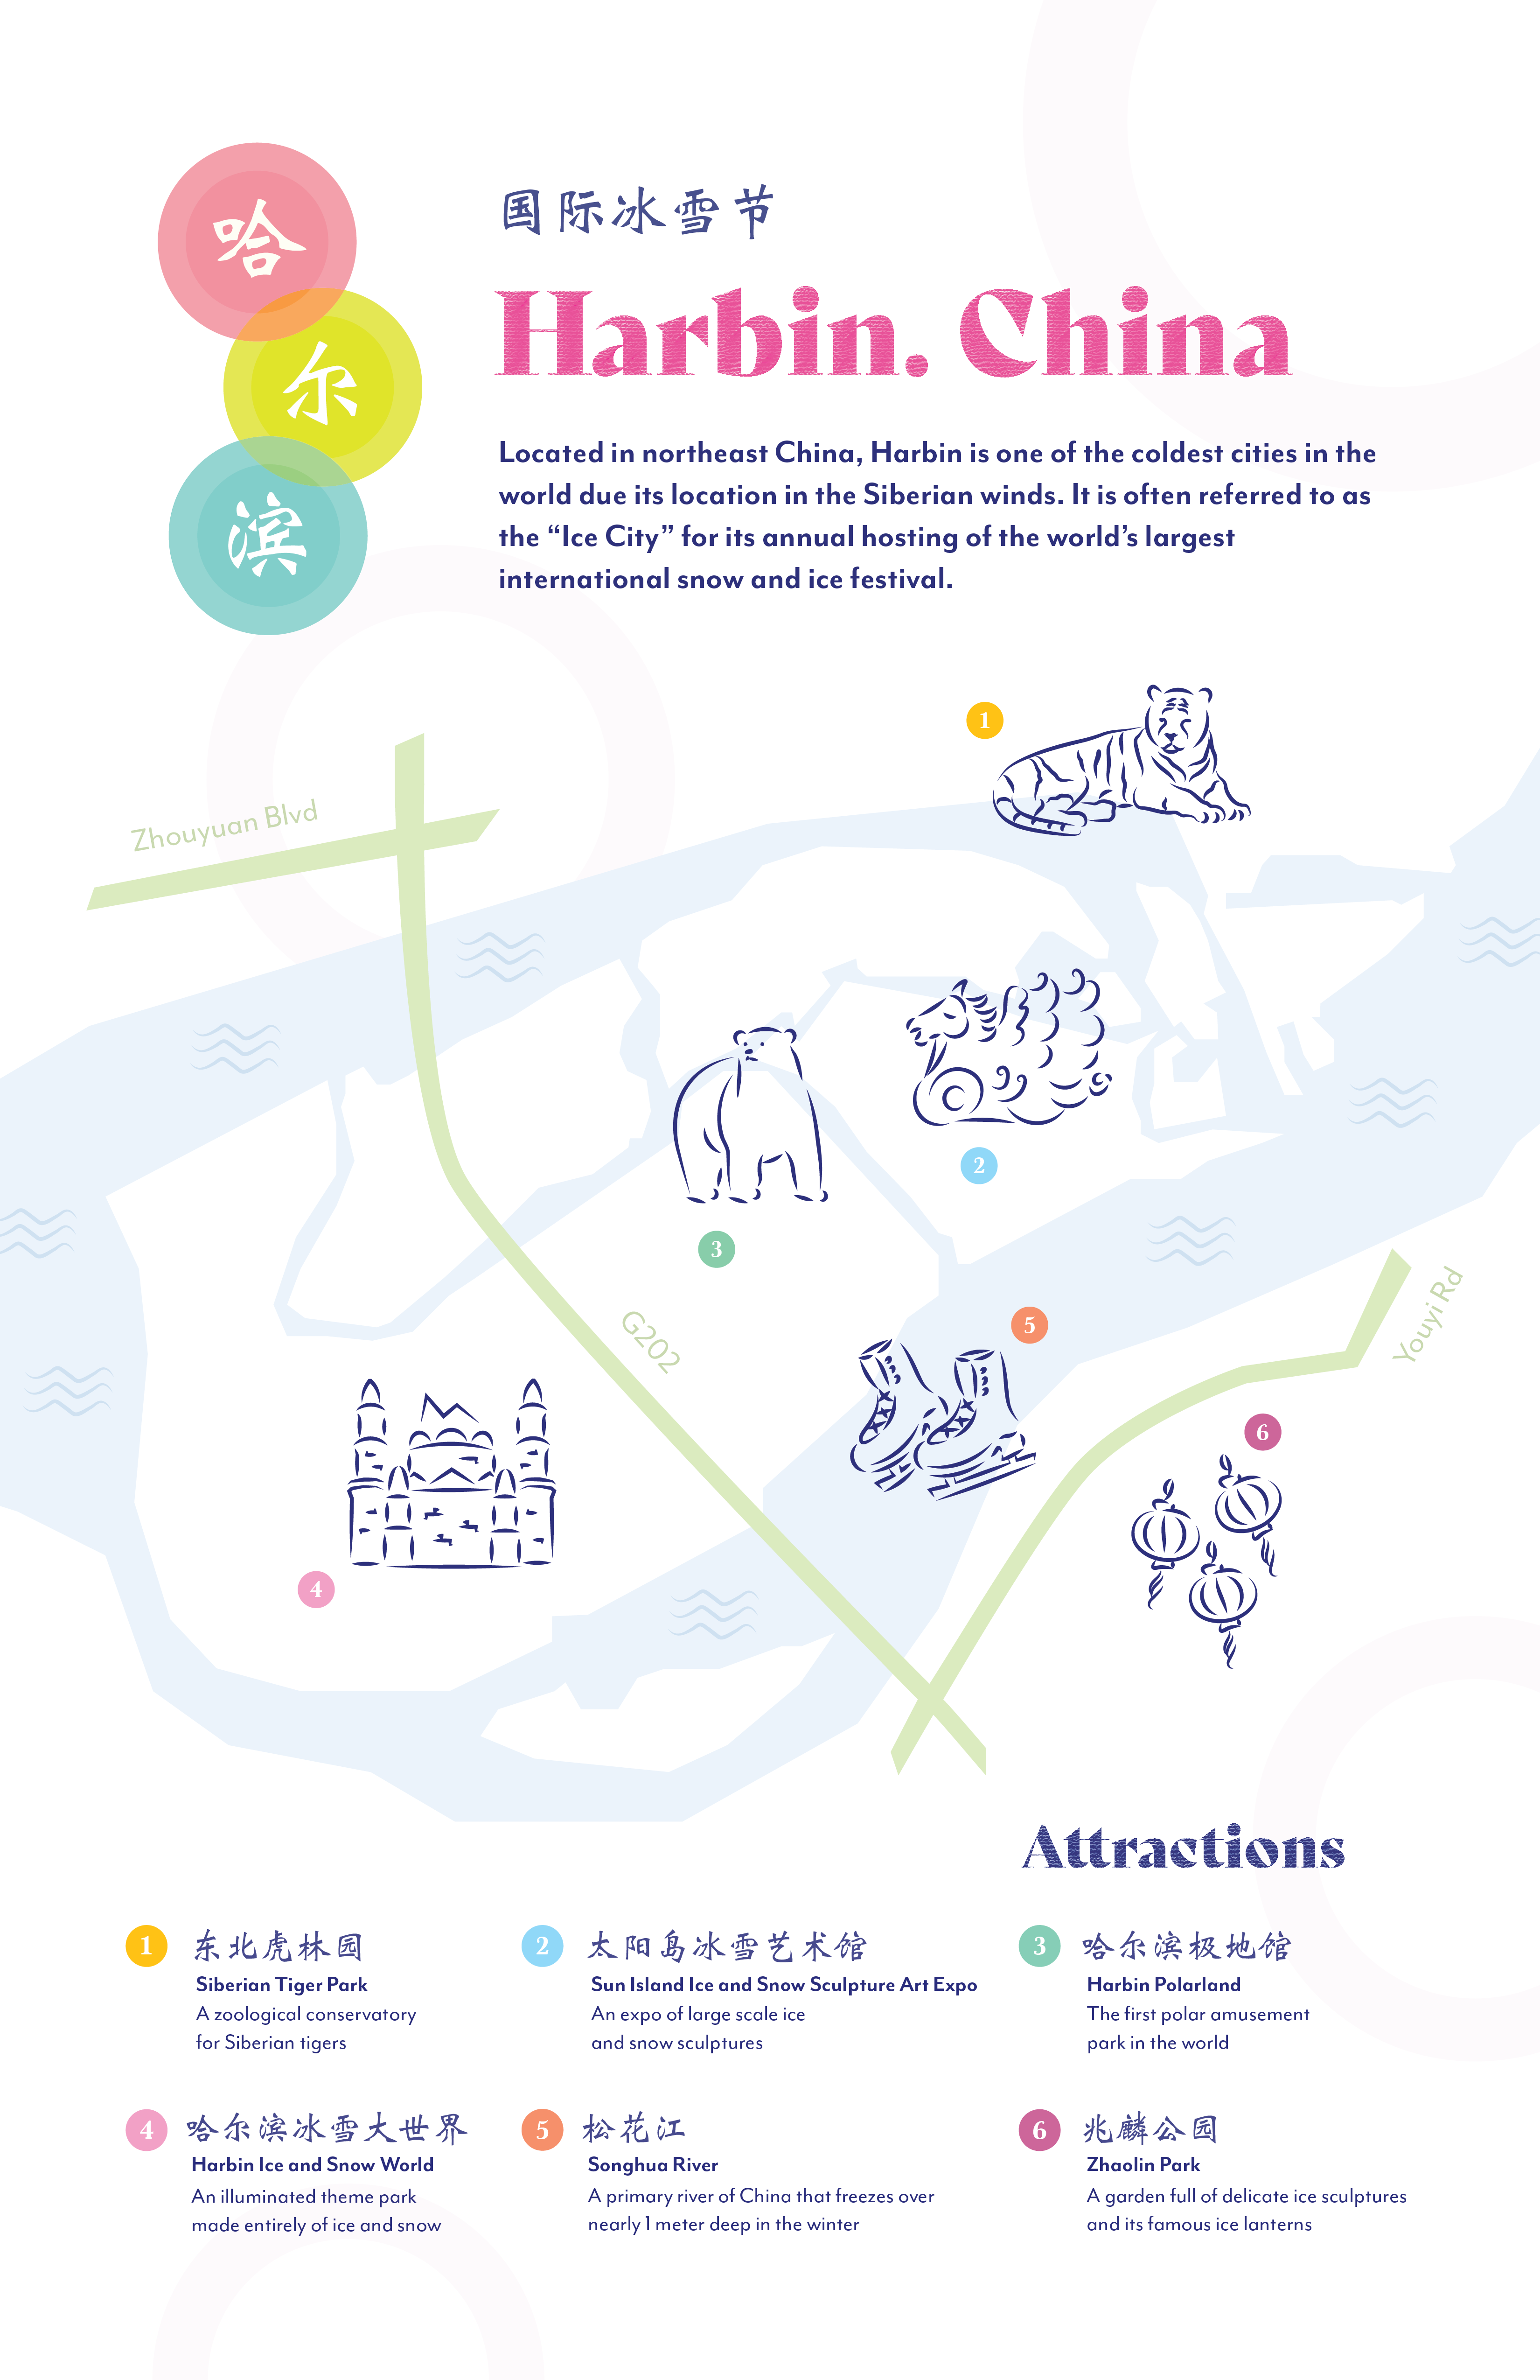 哈
尔
滨
国际冰雪节
Harbin. China
Located in northeast China, Harbin is one of the coldest cities in the
world due its location in the Siberian winds. It is often referred to as
the “Ice City” for its annual hosting of the world’s largest
international snow and ice festival.
1
Zhouyuan Blvd
2
3
G202
5
Youyi Rd
6
4
Attractions
1
东北虎林园
Siberian Tiger Park
A zoological conservatory
for Siberian tigers
2
太阳岛冰雪艺术馆
Sun Island Ice and Snow Sculpture Art Expo
An expo of large scale ice
and snow sculptures
3
哈尔滨极地馆
Harbin Polarland
The first polar amusement
park in the world
4
哈尔滨冰雪大世界
Harbin Ice and Snow World
An illuminated theme park
made entirely of ice and snow
5
松花江
Songhua River
A primary river of China that freezes over
nearly 1 meter deep in the winter
6
兆麟公园
Zhaolin Park
A garden full of delicate ice sculptures
and its famous ice lanterns